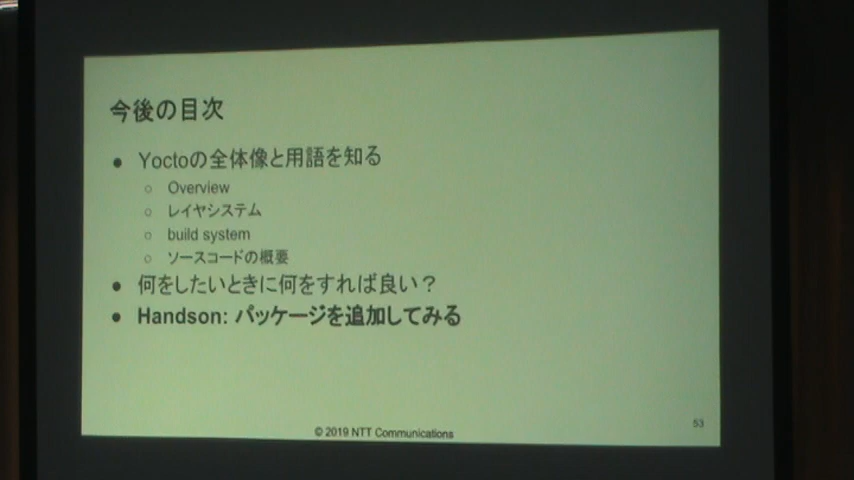 今後の目次
● Yoctoの全体像と用語を知る
○ Overview
○ レイヤシステム
○ build system
○ ソースコードの概要
● 何をしたいときに何をすれば良い？
● Handson: パッケージを追加してみる
© 2019 NTT Communications
53